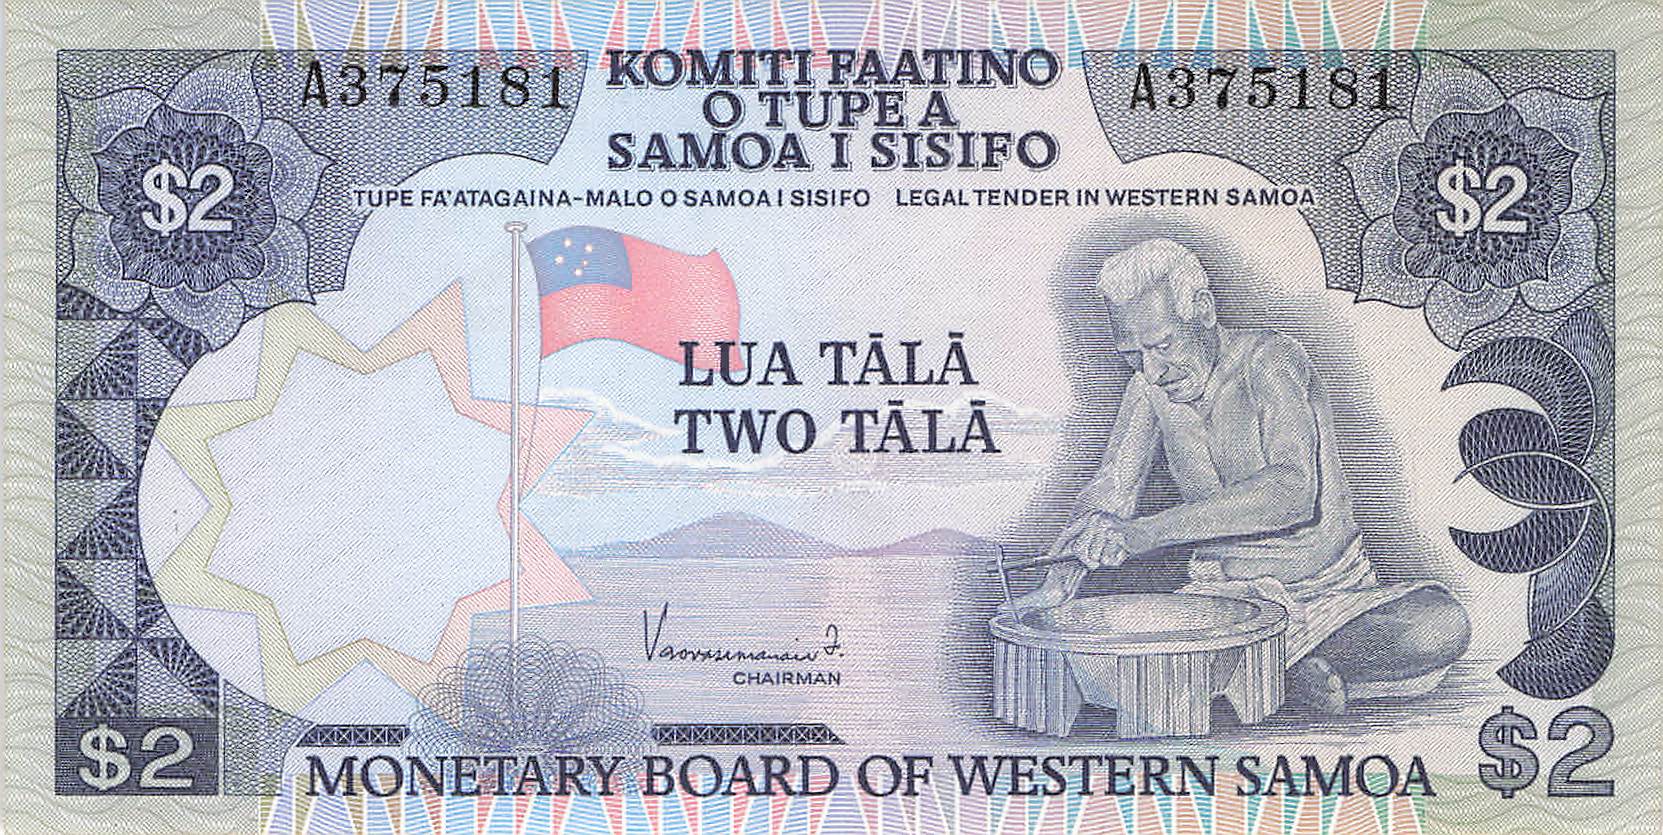 A375181
KOMITI FAATINO
O TUPE A
SAMOA I SISIFO
A375181
$2
$2
TUPE FA'ATAGAINA-MALO O SAMOA I SISIFO LEGAL TENDER IN WESTERN SAMOA
LUA TĀLĀ
TWO TĀLĀ
CHAIRMAN
$2
MONETARY BOARD OF WESTERN SAMOA
$2